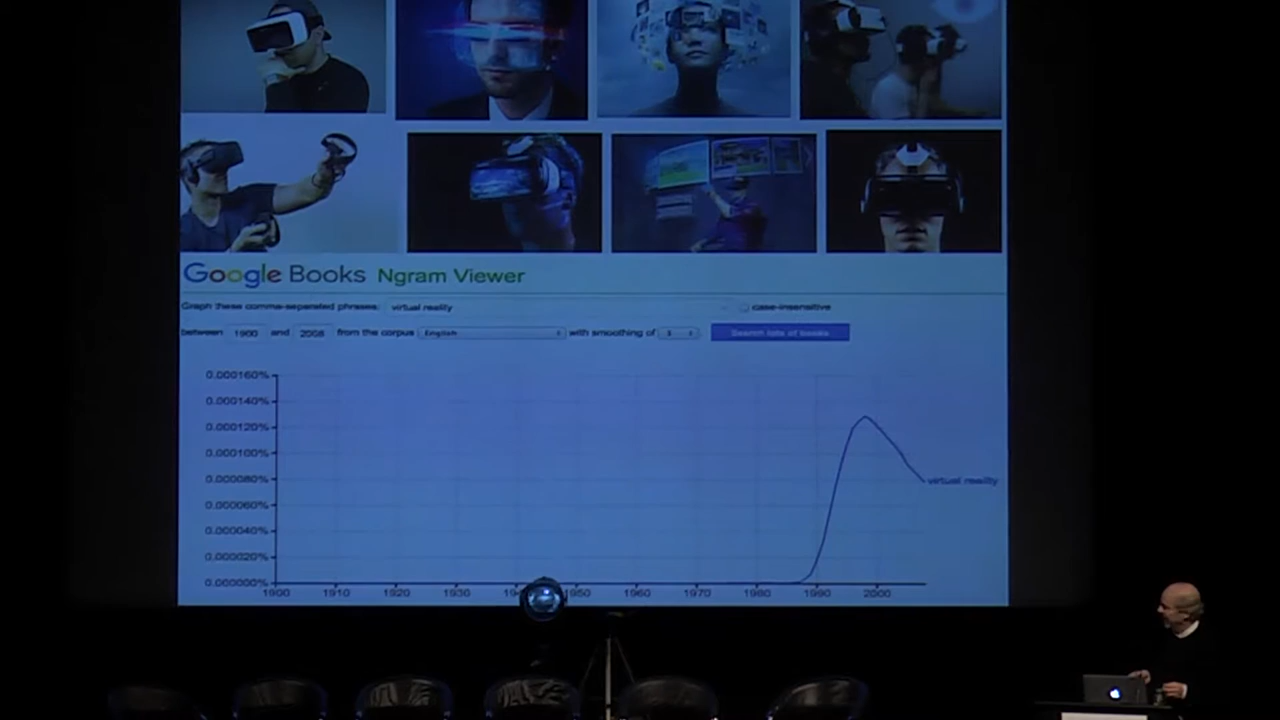 Google Books Ngram Viewer
Graph these comma-separated phrases: virtual reality case-insensitive
between 1900 and 2008 from the corpus English with smoothing of Search lots of books
0.000160%
0.000140%
0.000120%
0.000100%
0.000080%
virtual reality
0.000060%
0.000040%
0.000020%
0.000000%
1900 1910 1920 1930 1950 1960 1970 1980 1990 2000